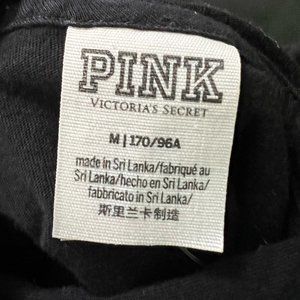 PINK
VICTORIA'S SECRET
M | 170/96A
made in Sri Lanka/fabriqué au
Sri Lanka/hecho en Sri Lanka/
fabbricato in Sri Lanka/
斯里兰卡制造